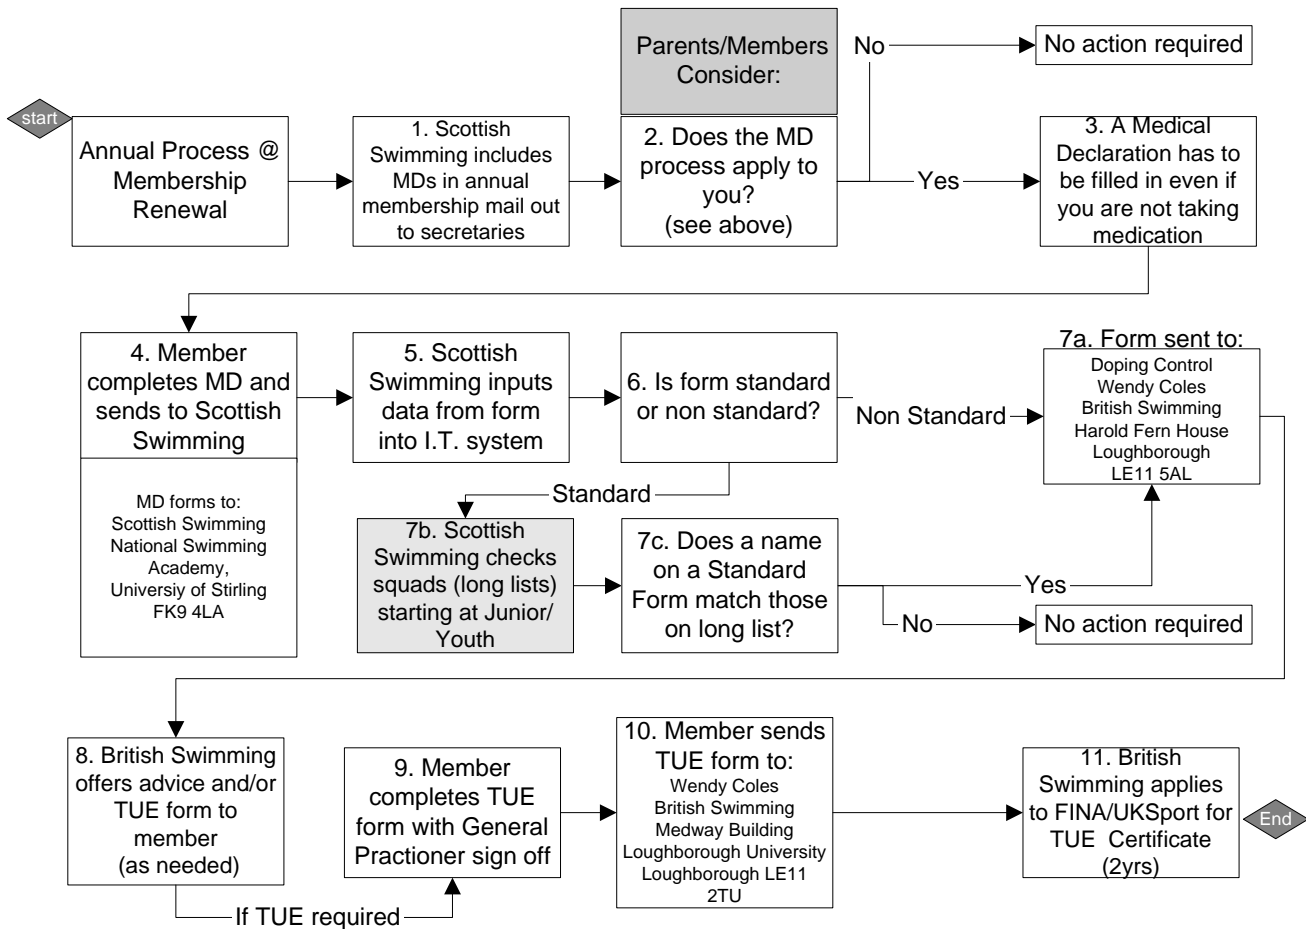 Parents/Members
Consider:
No
No action required
start
Annual Process @
Membership
Renewal
1. Scottish
Swimming includes
MDs in annual
membership mail out
to secretaries
2. Does the MD
process apply to
you?
(see above)
Yes
3. A Medical
Declaration has to
be filled in even if
you are not taking
medication
4. Member
completes MD and
sends to Scottish
Swimming
MD forms to:
Scottish Swimming
National Swimming
Academy,
Universiy of Stirling
FK9 4LA
5. Scottish
Swimming inputs
data from form
into I.T. system
6. Is form standard
or non standard?
Non Standard
7a. Form sent to:
Doping Control
Wendy Coles
British Swimming
Harold Fern House
Loughborough
LE11 5AL
Standard
7b. Scottish
Swimming checks
squads (long lists)
starting at Junior/
Youth
7c. Does a name
on a Standard
Form match those
on long list?
Yes
No
No action required
8. British Swimming
offers advice and/or
TUE form to
member
(as needed)
If TUE required
9. Member
completes TUE
form with General
Practioner sign off
10. Member sends
TUE form to:
Wendy Coles
British Swimming
Medway Building
Loughborough University
Loughborough LE11
2TU
11. British
Swimming applies
to FINA/UKSport for
TUE  Certificate
(2yrs)
End